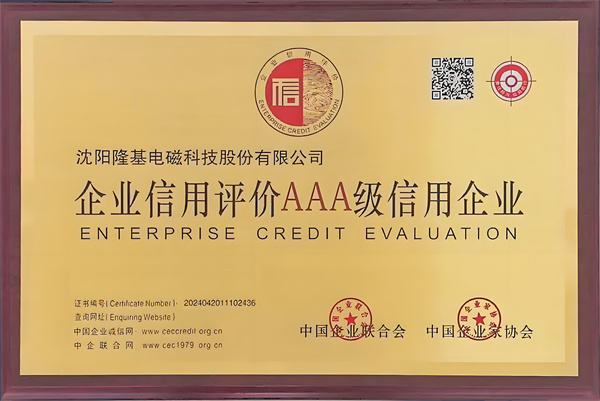 企业信用评价
信
ENTERPRISE CREDIT EVALUATION
沈阳隆基电磁科技股份有限公司
企业信用评价AAA级信用企业
ENTERPRISE CREDIT EVALUATION
证书编号(Certificate Number): 2024042011102436
查询网址(Enquiring Website)
中国企业诚信网: www.ceccredit.org.cn
中企联合网: www.cec1979.org.cn
中国企业联合会
中国企业家协会